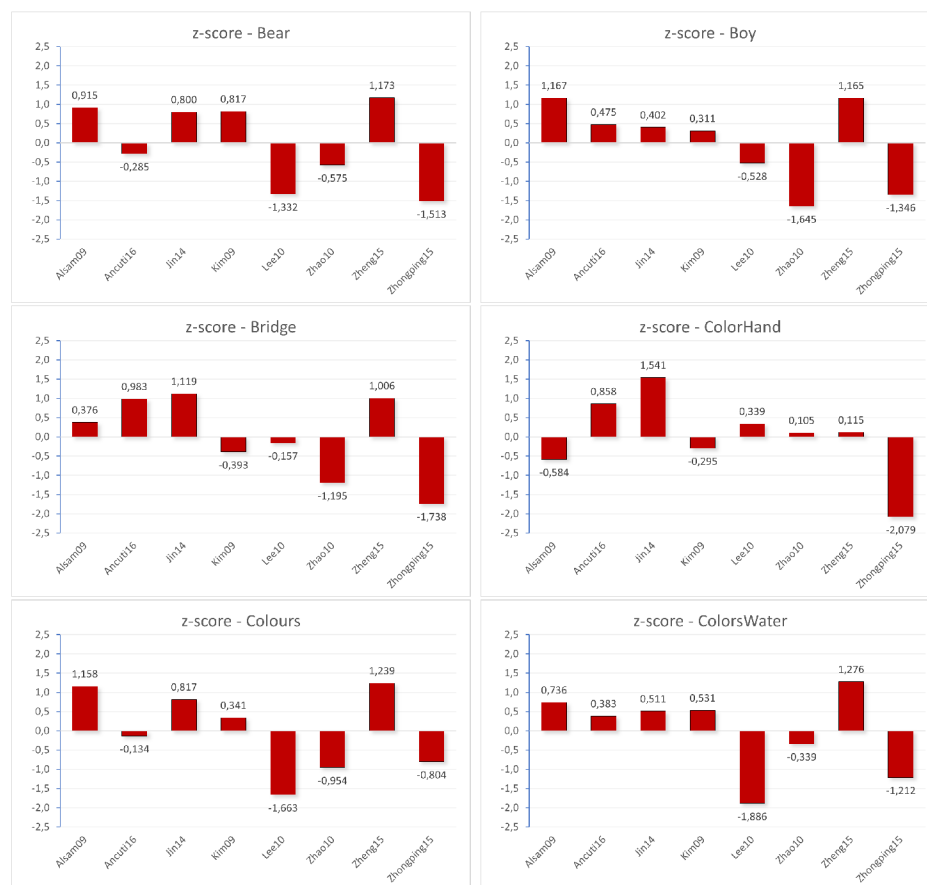 z-score - Bear
2,5
2,0
1,5
1,0
0,5
0,0
-0,5
-1,0
-1,5
-2,0
-2,5
0,915
-0,285
0,800
0,817
-1,332
-0,575
1,173
-1,513
Alsam09
Ancuti16
Jin14
Kim09
Lee10
Zhao10
Zheng15
Zhongping15
z-score - Boy
2,5
2,0
1,5
1,0
0,5
0,0
-0,5
-1,0
-1,5
-2,0
-2,5
1,167
0,475
0,402
0,311
-0,528
-1,645
1,165
-1,346
Alsam09
Ancuti16
Jin14
Kim09
Lee10
Zhao10
Zheng15
Zhongping15
z-score - Bridge
2,5
2,0
1,5
1,0
0,5
0,0
-0,5
-1,0
-1,5
-2,0
-2,5
0,376
0,983
1,119
-0,393
-0,157
-1,195
1,006
-1,738
Alsam09
Ancuti16
Jin14
Kim09
Lee10
Zhao10
Zheng15
Zhongping15
z-score - ColorHand
2,5
2,0
1,5
1,0
0,5
0,0
-0,5
-1,0
-1,5
-2,0
-2,5
-0,584
0,858
1,541
-0,295
0,339
0,105
0,115
-2,079
Alsam09
Ancuti16
Jin14
Kim09
Lee10
Zhao10
Zheng15
Zhongping15
z-score - Colours
2,5
2,0
1,5
1,0
0,5
0,0
-0,5
-1,0
-1,5
-2,0
-2,5
1,158
-0,134
0,817
0,341
-1,663
-0,954
1,239
-0,804
Alsam09
Ancuti16
Jin14
Kim09
Lee10
Zhao10
Zheng15
Zhongping15
z-score - ColorsWater
2,5
2,0
1,5
1,0
0,5
0,0
-0,5
-1,0
-1,5
-2,0
-2,5
0,736
0,383
0,511
0,531
-1,886
-0,339
1,276
-1,212
Alsam09
Ancuti16
Jin14
Kim09
Lee10
Zhao10
Zheng15
Zhongping15